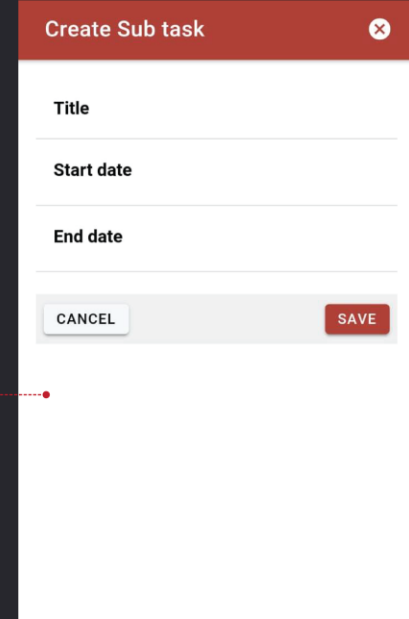 Create Sub task
Title
Start date
End date
CANCEL
SAVE